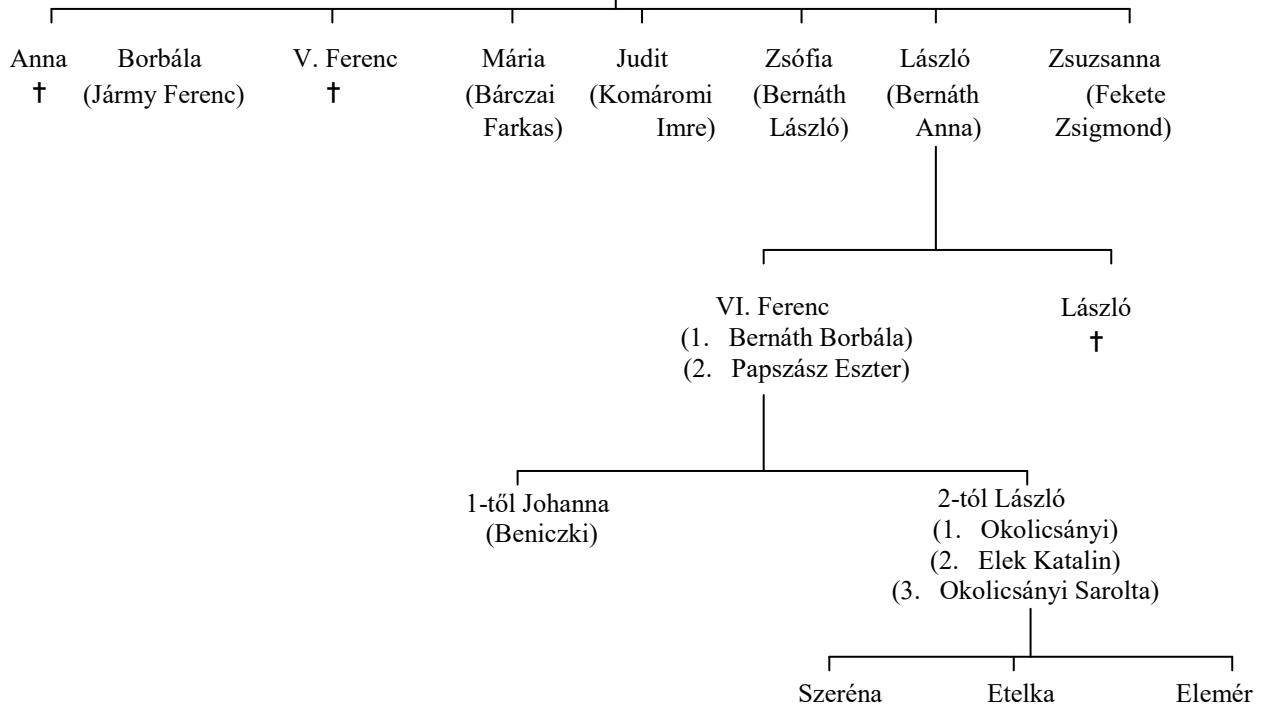 Anna Borbála V. Ferenc Mária Judit Zsófia László Zsuzsanna
† (Jármy Ferenc) † (Bárczai (Komáromi (Bernáth (Bernáth (Fekete
Farkas) Imre) László) Anna) Zsigmond)
VI. Ferenc László
(1. Bernáth Borbála) †
(2. Papszász Eszter)
1-től Johanna 2-tól László
(Beniczki) (1. Okolicsányi)
(2. Elek Katalin)
(3. Okolicsányi Sarolta)
Szeréna Etelka Elemér